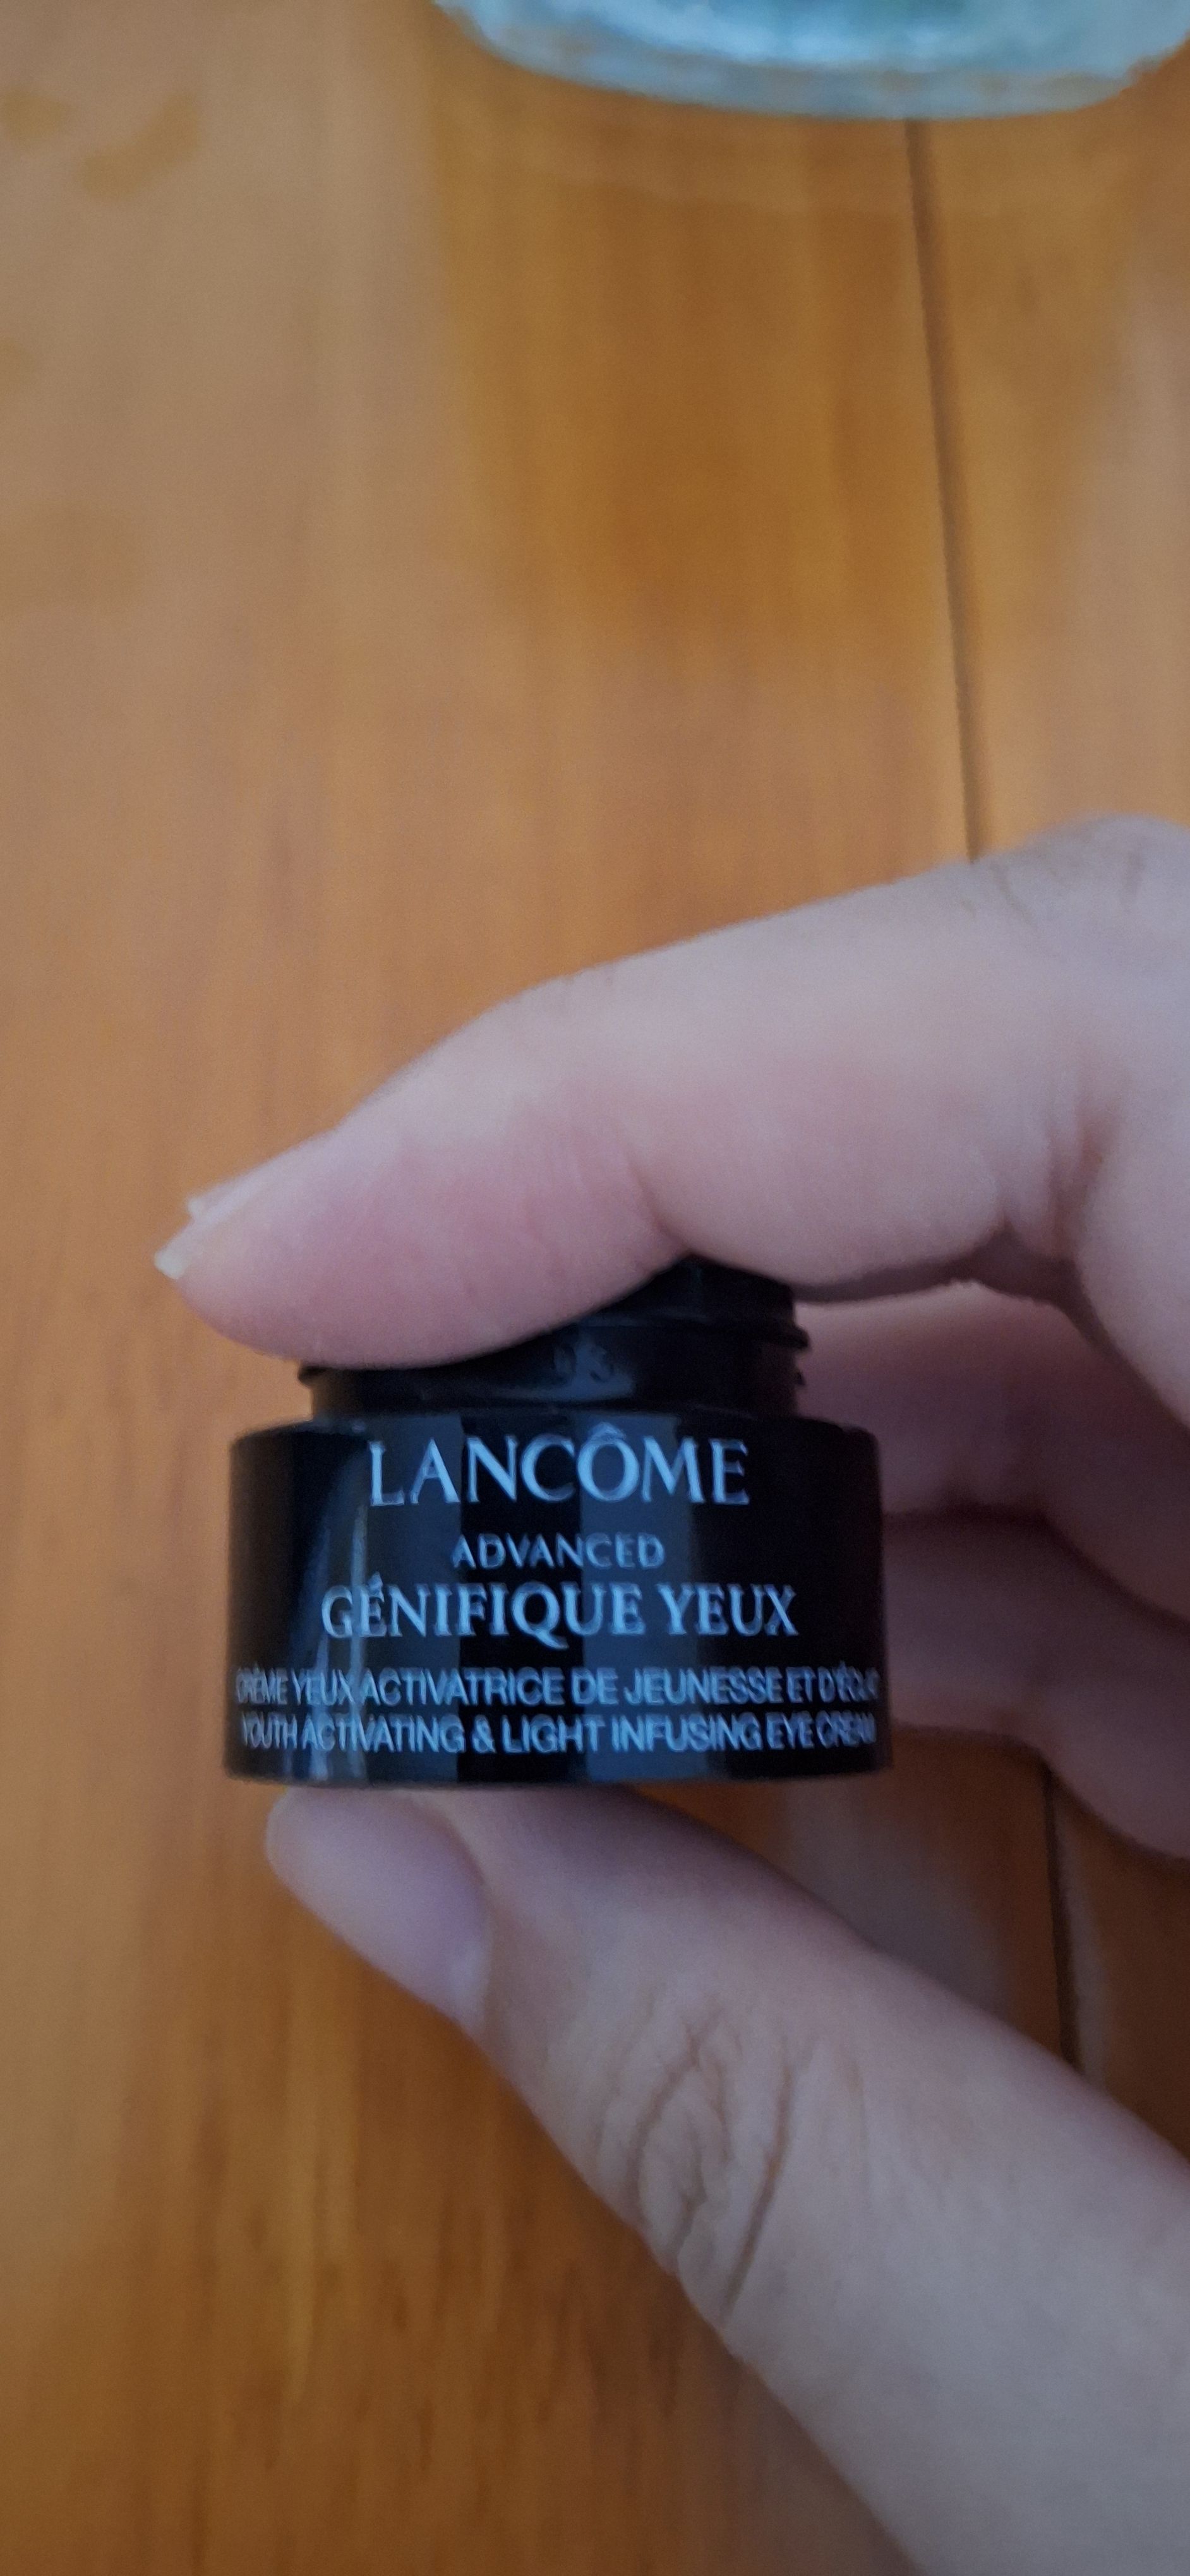 LANCÔME
ADVANCED
GÉNIFIQUE YEUX
CRÈME YEUX ACTIVATRICE DE JEUNESSE ET D'ÉCLAT
YOUTH ACTIVATING & LIGHT INFUSING EYE CREAM